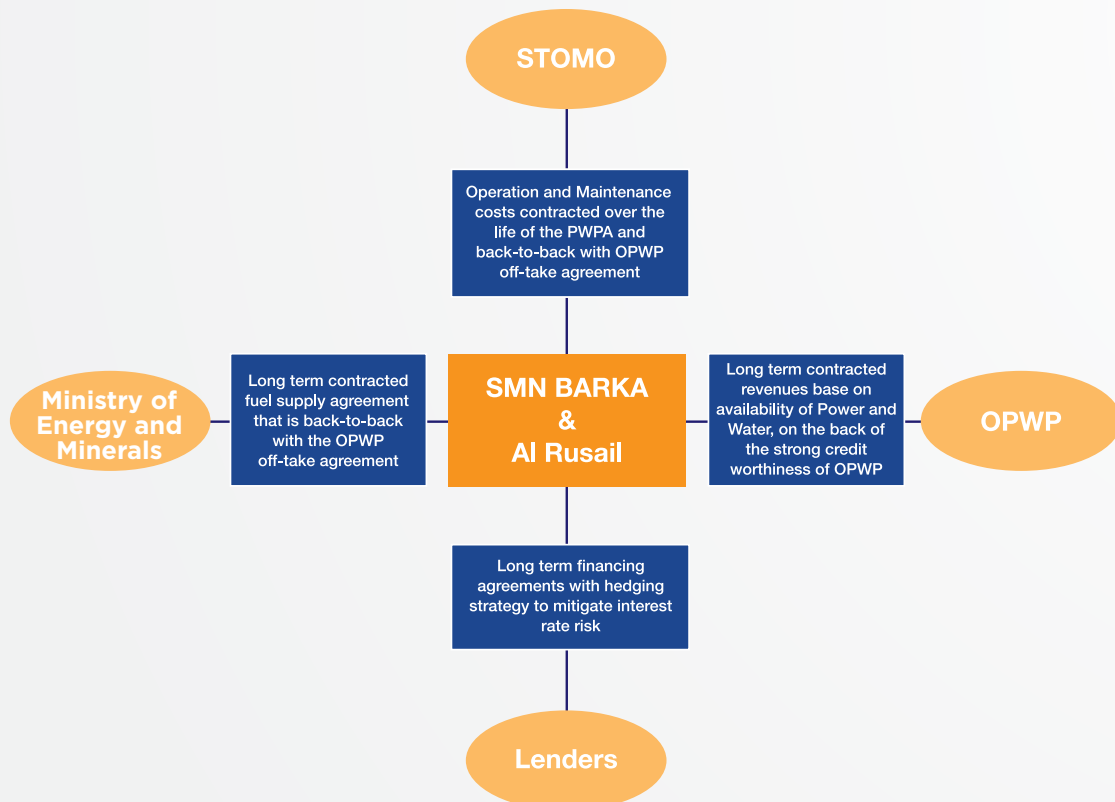 STOMO
Operation and Maintenance
costs contracted over the
life of the PWPA and
back-to-back with OPWP
off-take agreement
Ministry of
Energy and
Minerals
Long term contracted
fuel supply agreement
that is back-to-back
with the OPWP
off-take agreement
SMN BARKA
&
Al Rusail
Long term contracted
revenues base on
availability of Power and
Water, on the back of
the strong credit
worthiness of OPWP
OPWP
Long term financing
agreements with hedging
strategy to mitigate interest
rate risk
Lenders